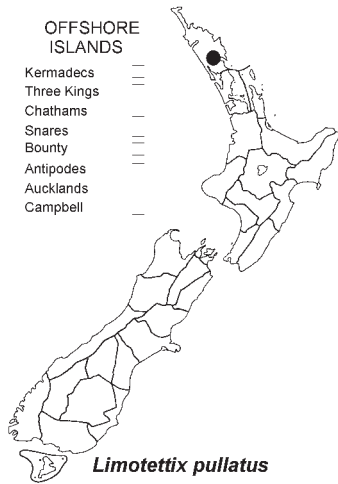 OFFSHORE
ISLANDS
Kermadecs
Three Kings
Chathams
Snares
Bounty
Antipodes
Aucklands
Campbell
Limotettix pullatus